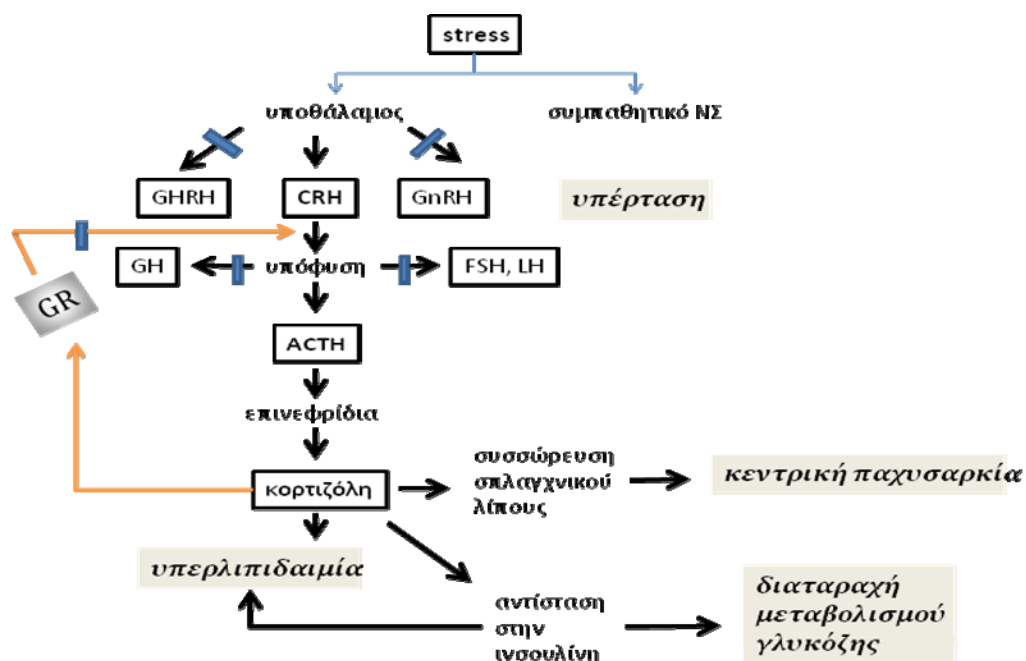 stress
υποθάλαμος
συμπαθητικό ΝΣ
GHRH
CRH
GnRH
υπέρταση
GH
υπόφυση
FSH, LH
GR
ACTH
επινεφρίδια
κορτιζόλη
συσσώρευση
σπλαγχνικού
λίπους
κεντρική παχυσαρκία
υπερλιπιδαιμία
αντίσταση
στην
ινσουλίνη
διαταραχή
μεταβολισμού
γλυκόζης